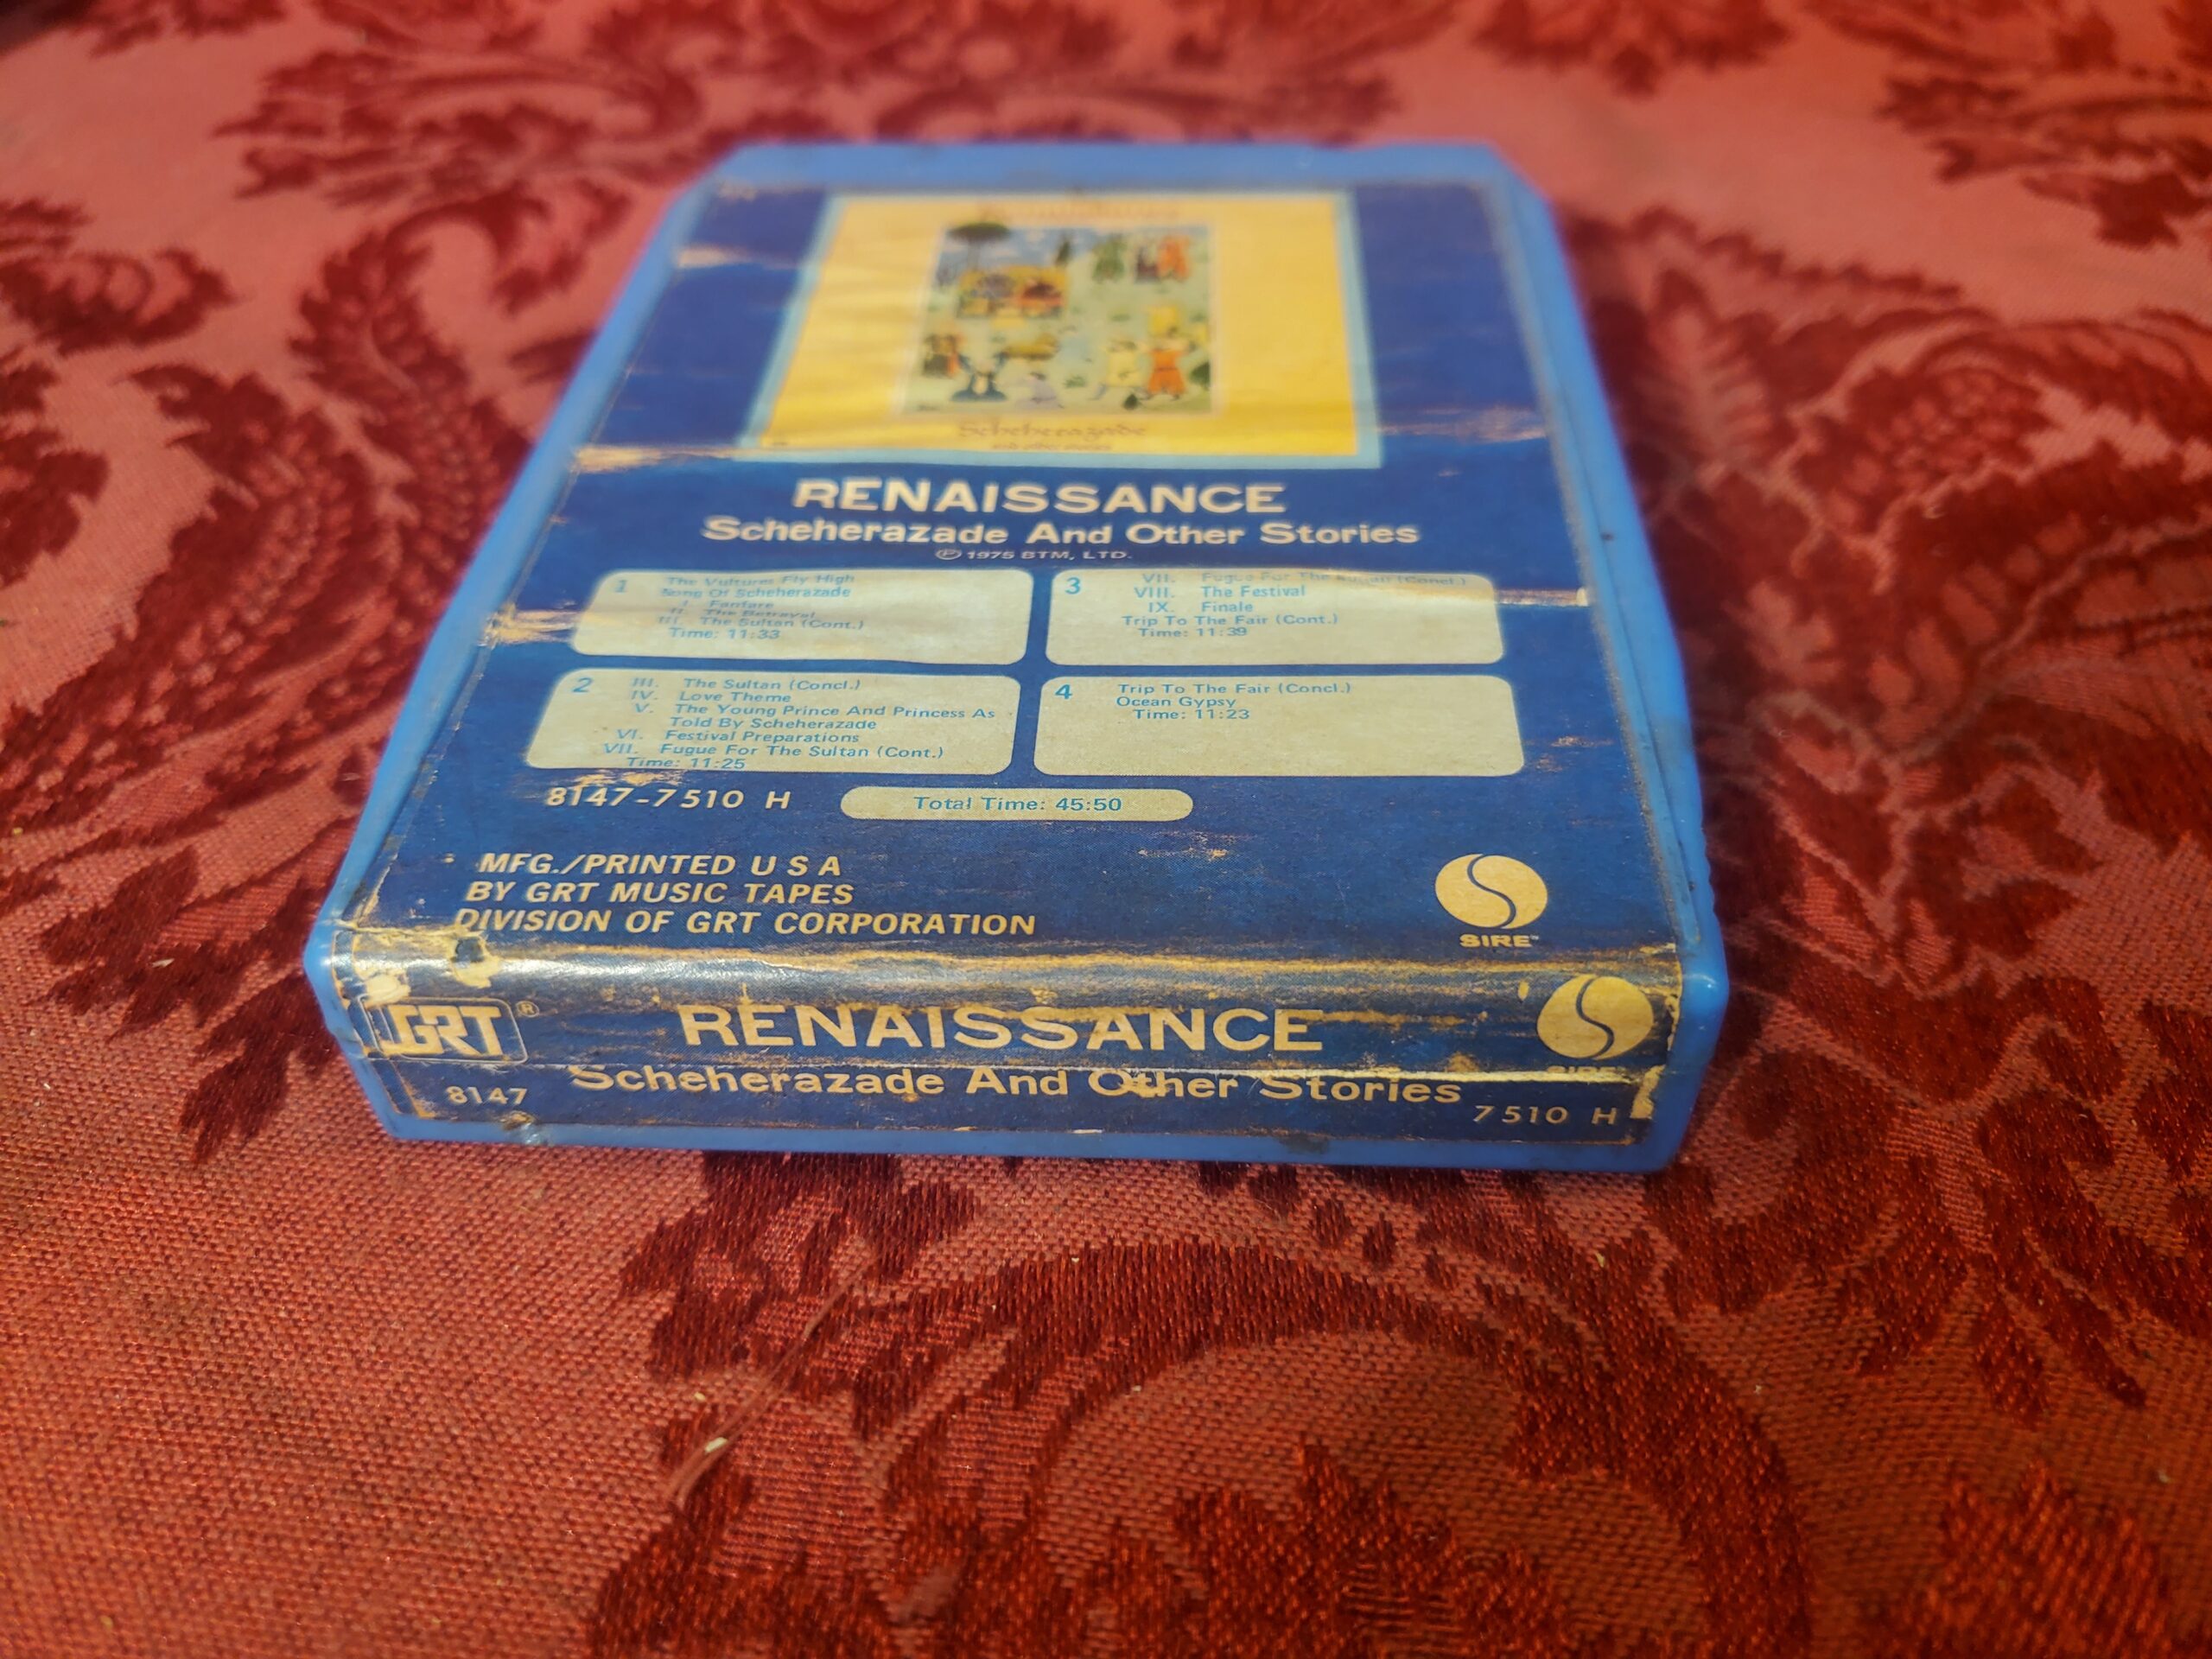 Scheherazade
RENAISSANCE
Scheherazade And Other Stories
℗ 1975 BTM, LTD.
1 The Vultures Fly High
Song Of Scheherazade
I. Fanfare
II. The Betrayal
III. The Sultan (Cont.)
Time: 11:33
2 III. The Sultan (Concl.)
IV. Love Theme
V. The Young Prince And Princess As
Told By Scheherazade
VI. Festival Preparations
VII. Fugue For The Sultan (Cont.)
Time: 11:25
3 VII. Fugue For The Sultan (Concl.)
VIII. The Festival
IX. Finale
Trip To The Fair (Cont.)
Time: 11:39
4 Trip To The Fair (Concl.)
Ocean Gypsy
Time: 11:23
8147-7510 H
Total Time: 45:50
MFG./PRINTED U S A
BY GRT MUSIC TAPES
DIVISION OF GRT CORPORATION
SIRE™
GRT®
RENAISSANCE
SIRE
Scheherazade And Other Stories
8147
7510 H